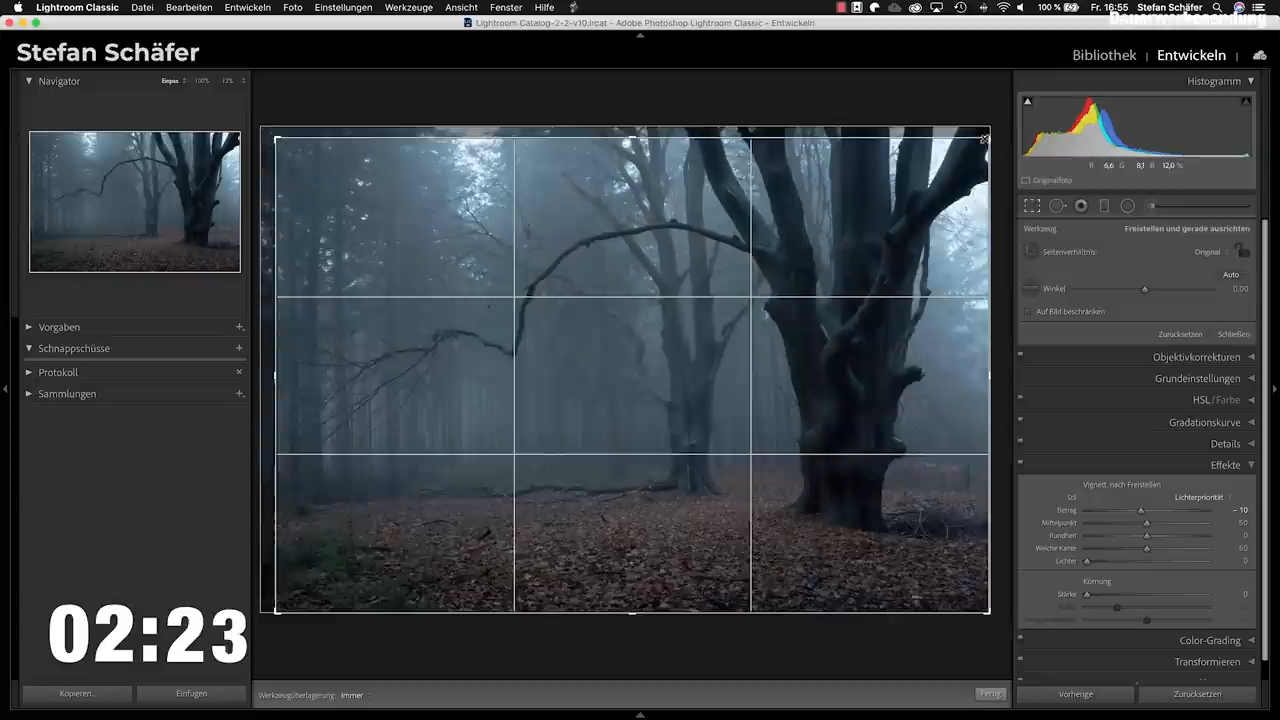 Lightroom Classic Datei Bearbeiten Entwickeln Foto Einstellungen Werkzeuge Ansicht Fenster Hilfe 100 % Fr. 16:55 Stefan Schäfer
Lightroom Catalog-2-2-v10.lrcat - Adobe Photoshop Lightroom Classic - Entwickeln
Stefan Schäfer
Bibliothek | Entwickeln |
Navigator Einpas. 100%
Histogramm
R 6,6 G 8,1 B 12,0 %
Originalfoto
Werkzeug: Freistellen und gerade ausrichten
Seitenverhältnis: Original
Auto
Winkel 0,00
Auf Bild beschränken
Zurücksetzen Schließen
Vorgaben
Schnappschüsse
Protokoll
Sammlungen
Objektivkorrekturen
Grundeinstellungen
HSL / Farbe
Gradationskurve
Details
Effekte
Vignett. nach Freistellen
Stil Lichterpriorität
Betrag - 10
Mittelpunkt 50
Rundheit 0
Weiche Kante 50
Lichter 0
Körnung
Stärke 0
Color-Grading
Transformieren
02:23
Kopieren... Einfügen
Werkzeugüberlagerung: Immer
Fertig
Vorherige Zurücksetzen